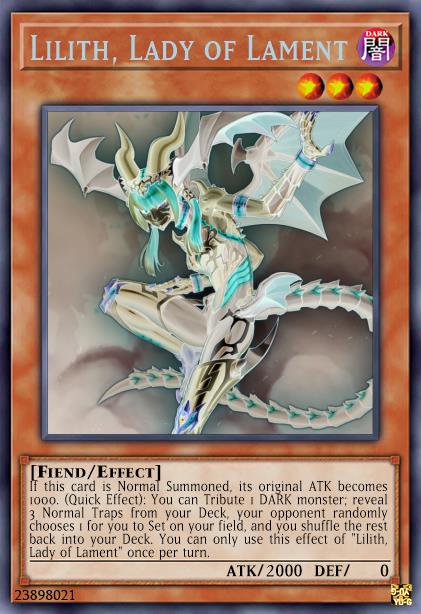 LILITH, LADY OF LAMENT
DARK
闇
[FIEND/EFFECT]
If this card is Normal Summoned, its original ATK becomes
1000. (Quick Effect): You can Tribute 1 DARK monster; reveal
3 Normal Traps from your Deck, your opponent randomly
chooses 1 for you to Set on your field, and you shuffle the rest
back into your Deck. You can only use this effect of "Lilith,
Lady of Lament" once per turn.
ATK/2000 DEF/ 0
23898021